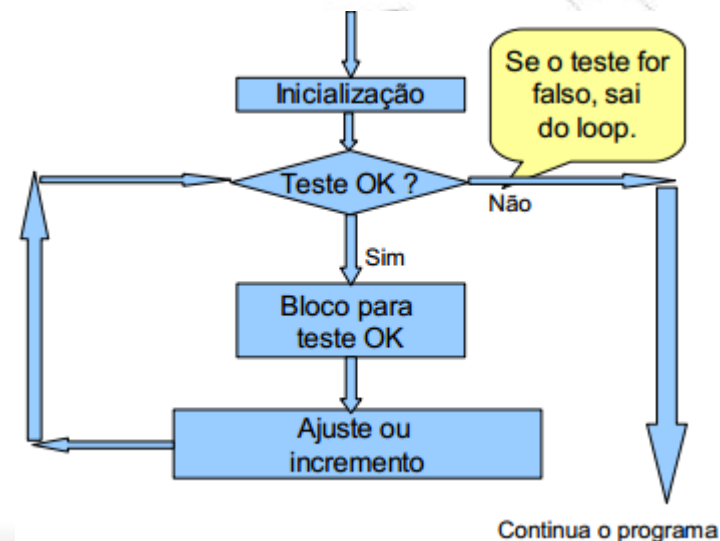 Inicialização
Se o teste for
falso, sai
do loop.
Teste OK ?
Não
Sim
Bloco para
teste OK
Ajuste ou
incremento
Continua o programa